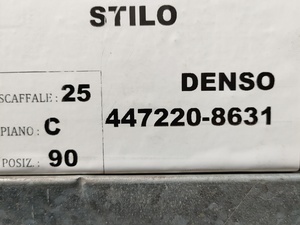 STILO
SCAFFALE: 25
PIANO: C
POSIZ.: 90
DENSO
447220-8631